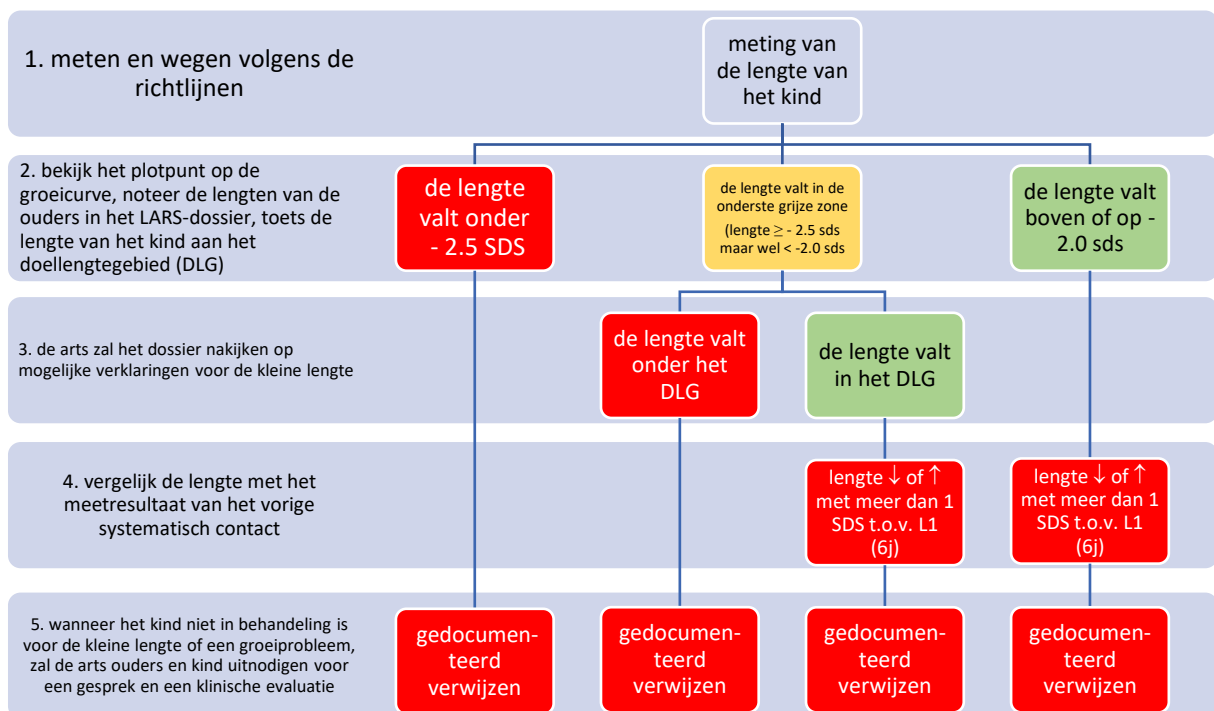 1. meten en wegen volgens de
richtlijnen
meting van
de lengte van
het kind
2. bekijk het plotpunt op de
groeicurve, noteer de lengten van de
ouders in het LARS-dossier, toets de
lengte van het kind aan het
doellengtegebied (DLG)
de lengte
valt onder
- 2.5 SDS
de lengte valt in de
onderste grijze zone
(lengte ≥ - 2.5 sds
maar wel < -2.0 sds
de lengte valt
boven of op -
2.0 sds
3. de arts zal het dossier nakijken op
mogelijke verklaringen voor de kleine lengte
de lengte valt
onder het
DLG
de lengte valt
in het DLG
4. vergelijk de lengte met het
meetresultaat van het vorige
systematisch contact
lengte ↓ of ↑
met meer dan 1
SDS t.o.v. L1
(6j)
lengte ↓ of ↑
met meer dan 1
SDS t.o.v. L1
(6j)
5. wanneer het kind niet in behandeling is
voor de kleine lengte of een groeiprobleem,
zal de arts ouders en kind uitnodigen voor
een gesprek en een klinische evaluatie
gedocumen-
teerd
verwijzen
gedocumen-
teerd
verwijzen
gedocumen-
teerd
verwijzen
gedocumen-
teerd
verwijzen